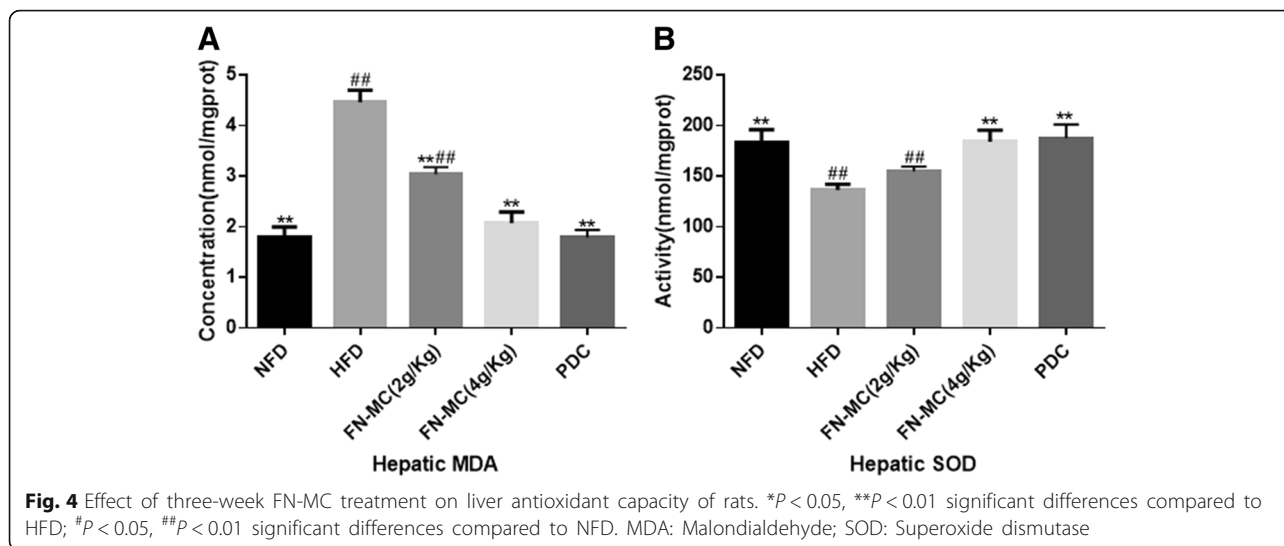 A
Concentration(nmol/mgprot)
5
4
3
2
1
0
**
##
**##
**
**
NFD
HFD
FN-MC(2g/Kg)
FN-MC(4g/Kg)
PDC
Hepatic MDA
B
Activity(nmol/mgprot)
250
200
150
100
50
0
**
##
##
**
**
NFD
HFD
FN-MC(2g/Kg)
FN-MC(4g/Kg)
PDC
Hepatic SOD
Fig. 4 Effect of three-week FN-MC treatment on liver antioxidant capacity of rats. *P < 0.05, **P < 0.01 significant differences compared to
HFD; #P < 0.05, ##P < 0.01 significant differences compared to NFD. MDA: Malondialdehyde; SOD: Superoxide dismutase